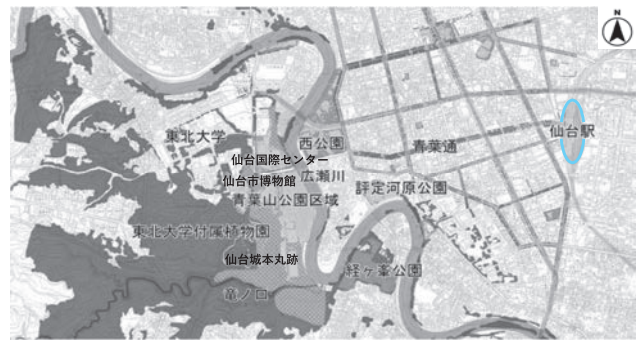 N
仙台駅
東北大学
西公園
青葉通
仙台国際センター
仙台市博物館
広瀬川
評定河原公園
青葉山公園区域
東北大学付属植物園
仙台城本丸跡
経ヶ峯公園
竜ノ口